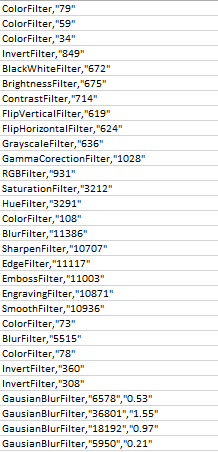 ColorFilter,"79"
ColorFilter,"59"
ColorFilter,"34"
InvertFilter,"849"
BlackWhiteFilter,"672"
BrightnessFilter,"675"
ContrastFilter,"714"
FlipVerticalFilter,"619"
FlipHorizontalFilter,"624"
GrayscaleFilter,"636"
GammaCorectionFilter,"1028"
RGBFilter,"931"
SaturationFilter,"3212"
HueFilter,"3291"
ColorFilter,"108"
BlurFilter,"11386"
SharpenFilter,"10707"
EdgeFilter,"11117"
EmbossFilter,"11003"
EngravingFilter,"10871"
SmoothFilter,"10936"
ColorFilter,"73"
BlurFilter,"5515"
ColorFilter,"78"
InvertFilter,"360"
InvertFilter,"308"
GausianBlurFilter,"6578","0.53"
GausianBlurFilter,"36801","1.55"
GausianBlurFilter,"18192","0.97"
GausianBlurFilter,"5950","0.21"